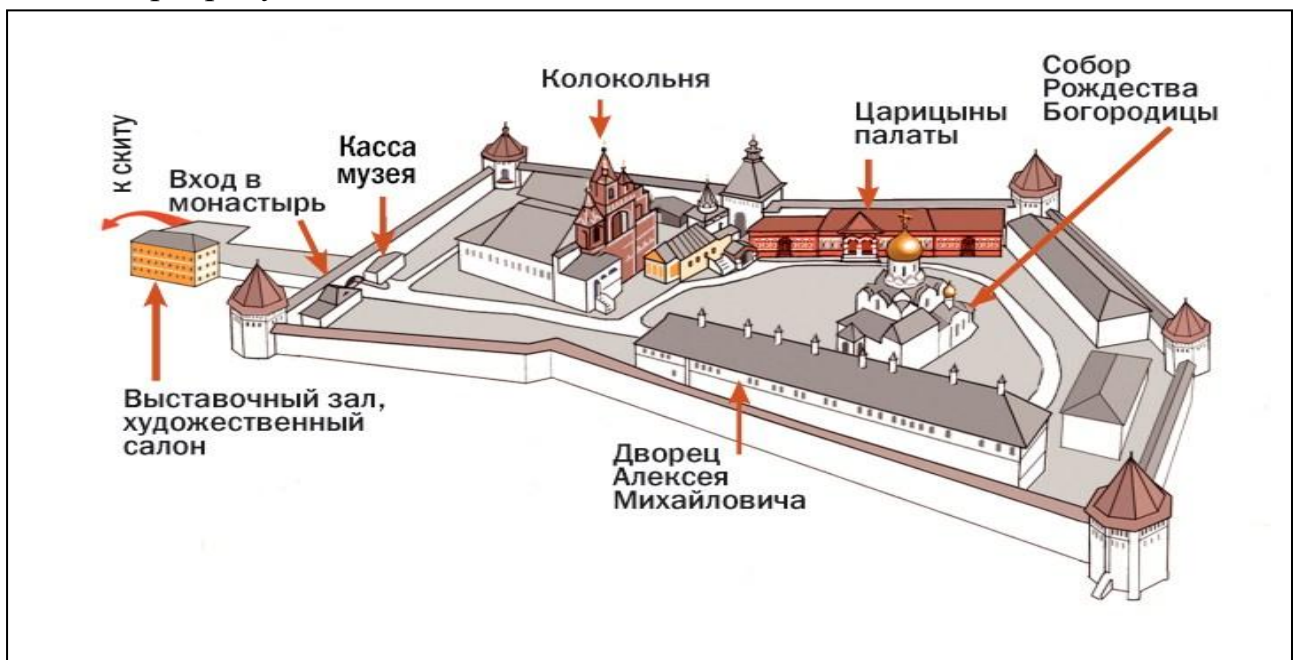 Колокольня
Собор
Рождества
Богородицы
Царицыны
палаты
к скиту
Касса
музея
Вход в
монастырь
Выставочный зал,
художественный
салон
Дворец
Алексея
Михайловича